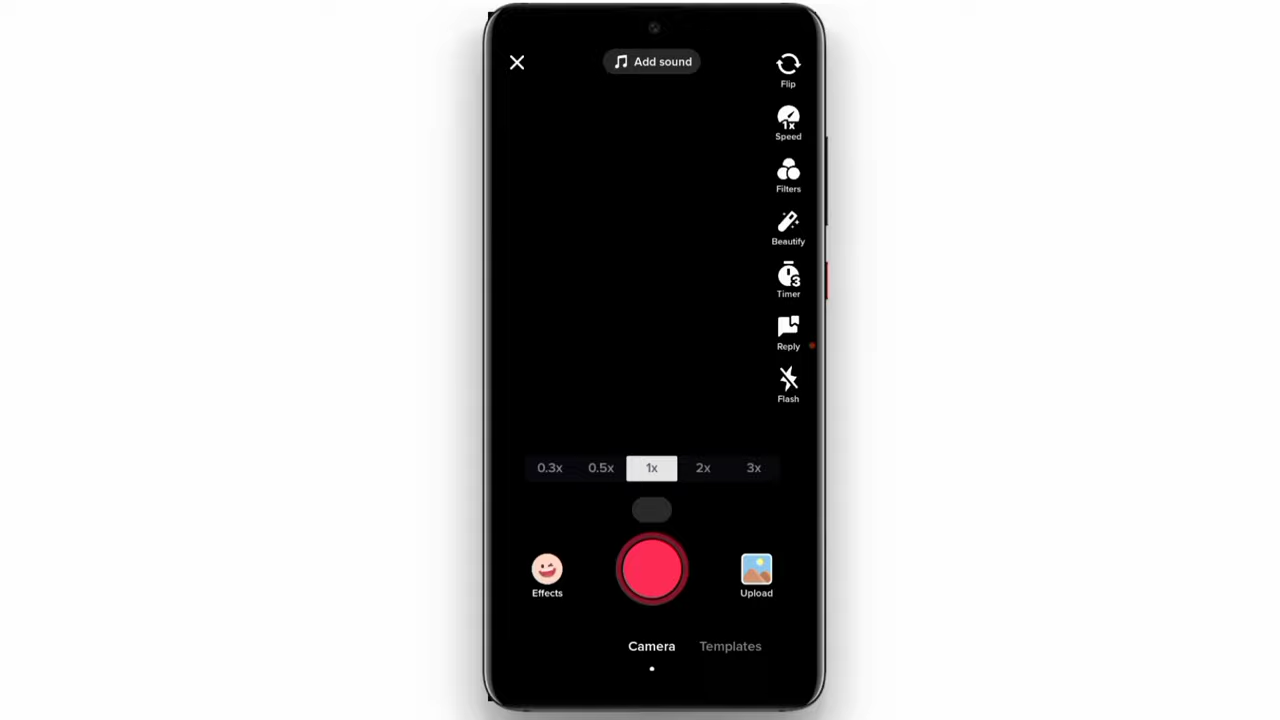 Add sound
Flip
1x
Speed
Filters
Beautify
3
Timer
Reply
Flash
0.3x 0.5x 1x 2x 3x
Effects
Upload
Camera Templates